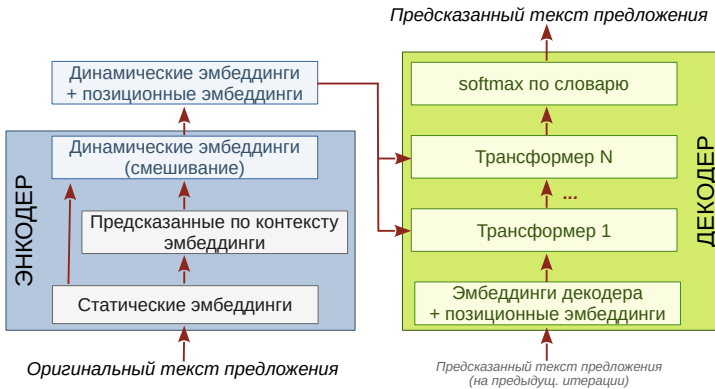 Предсказанный текст предложения
Динамические эмбеддинги
+ позиционные эмбеддинги
ЭНКОДЕР
Динамические эмбеддинги
(смешивание)
Предсказанные по контексту
эмбеддинги
Статические эмбеддинги
Оригинальный текст предложения
ДЕКОДЕР
softmax по словарю
Трансформер N
...
Трансформер 1
Эмбеддинги декодера
+ позиционные эмбеддинги
Предсказанный текст предложения
(на предыдущ. итерации)